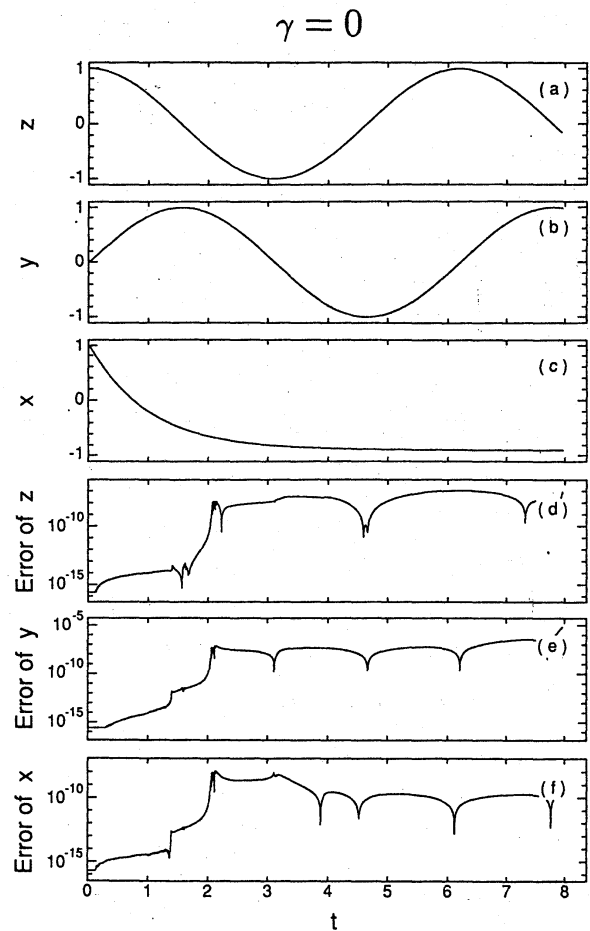 γ = 0
1
0
-1
z
(a)
1
0
-1
y
(b)
1
0
-1
x
(c)
10^-10
10^-15
Error of z
(d')
10^-5
10^-10
10^-15
Error of y
(e')
10^-10
10^-15
Error of x
(f)
0 1 2 3 4 5 6 7 8
t